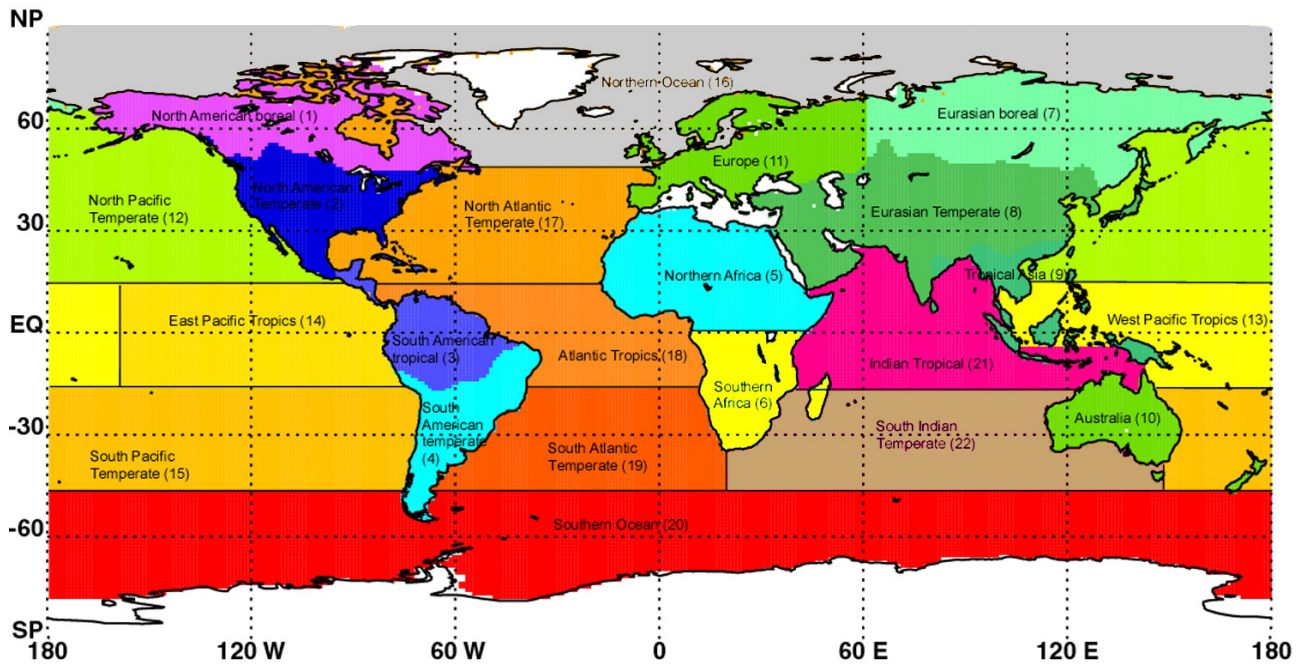 NP
Northern Ocean (16)
60
North American boreal (1)
Eurasian boreal (7)
Europe (11)
North Pacific
Temperate (12)
North American
Temperate (2)
North Atlantic
Temperate (17)
Eurasian Temperate (8)
30
Northern Africa (5)
Tropical Asia (9)
EQ
East Pacific Tropics (14)
West Pacific Tropics (13)
South American
tropical (3)
Atlantic Tropics (18)
Indian Tropical (21)
Southern
Africa (6)
South
American
temperate
(4)
Australia (10)
-30
South Indian
Temperate (22)
South Pacific
Temperate (15)
South Atlantic
Temperate (19)
-60
Southern Ocean (20)
SP
180
120 W
60 W
0
60 E
120 E
180